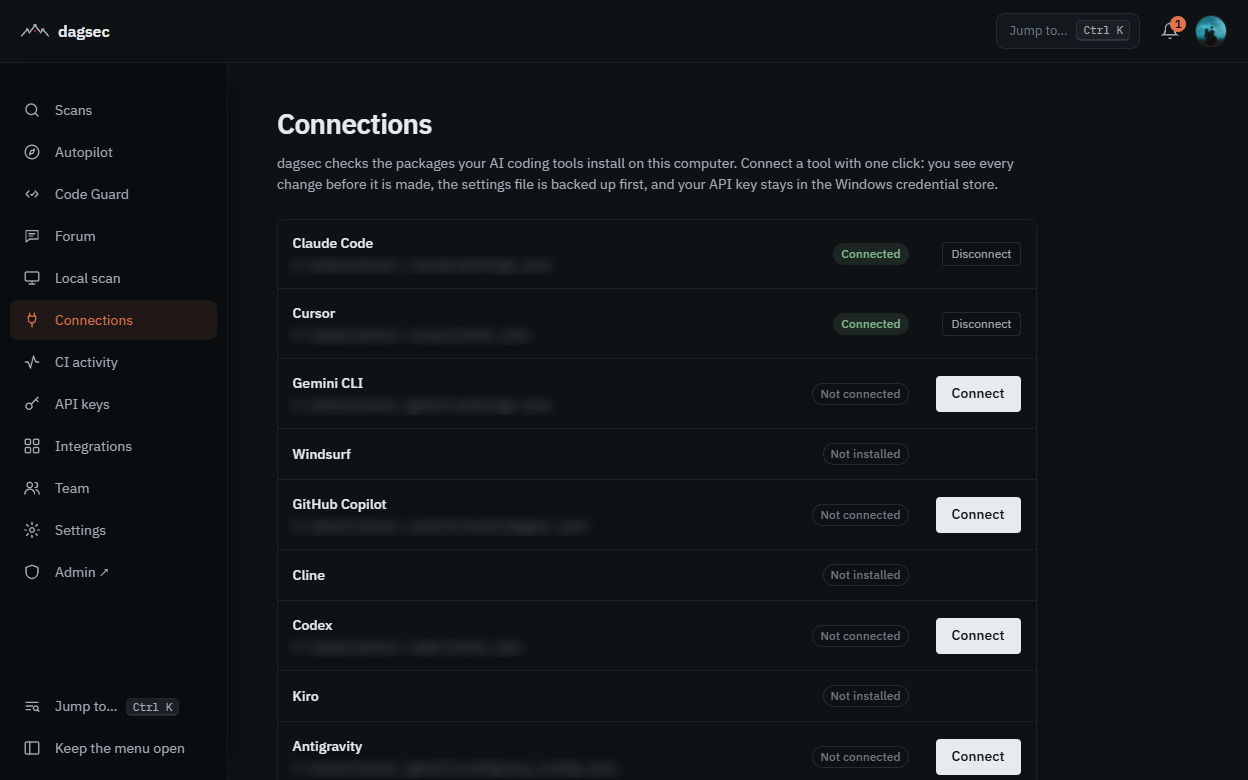 dagsec
Jump to... Ctrl K
1
Scans
Autopilot
Code Guard
Forum
Local scan
Connections
CI activity
API keys
Integrations
Team
Settings
Admin ↗
Jump to... Ctrl K
Keep the menu open
Connections
dagsec checks the packages your AI coding tools install on this computer. Connect a tool with one click: you see every
change before it is made, the settings file is backed up first, and your API key stays in the Windows credential store.
Claude Code
Connected Disconnect
Cursor
Connected Disconnect
Gemini CLI
Not connected Connect
Windsurf Not installed
GitHub Copilot
Not connected Connect
Cline Not installed
Codex
Not connected Connect
Kiro Not installed
Antigravity
Not connected Connect